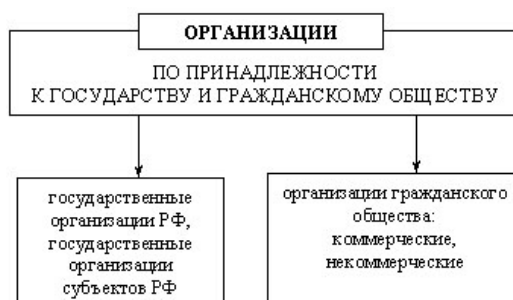 ОРГАНИЗАЦИИ
ПО ПРИНАДЛЕЖНОСТИ
К ГОСУДАРСТВУ И ГРАЖДАНСКОМУ ОБЩЕСТВУ
государственные
организации РФ,
государственные
организации
субъектов РФ
организации гражданского
общества:
коммерческие,
некоммерческие